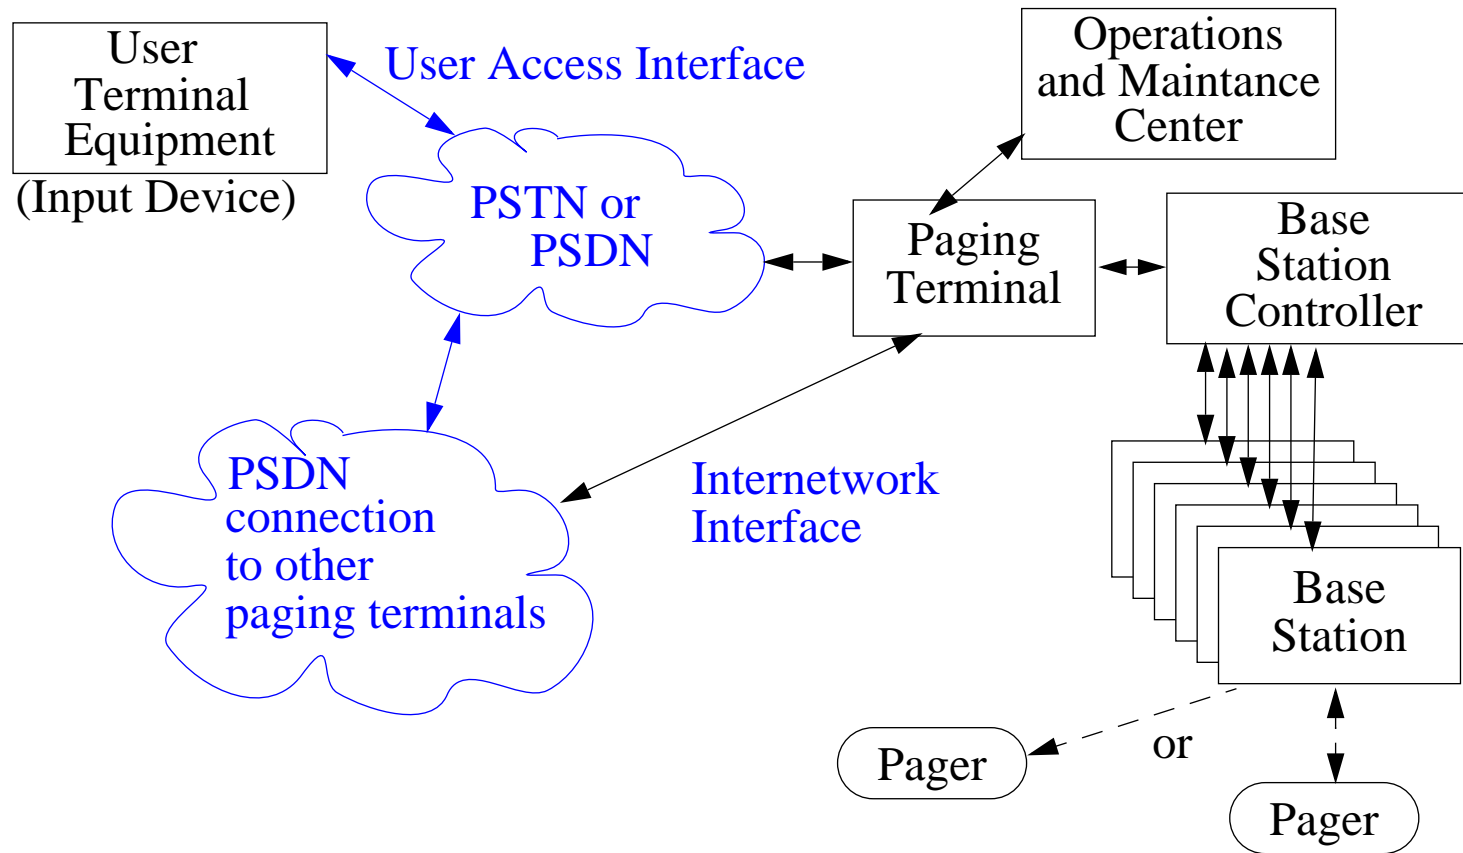 User
Terminal
Equipment
(Input Device)
User Access Interface
PSTN or
PSDN
Operations
and Maintance
Center
Paging
Terminal
Base
Station
Controller
PSDN
connection
to other
paging terminals
Internetwork
Interface
Base
Station
Pager
or
Pager